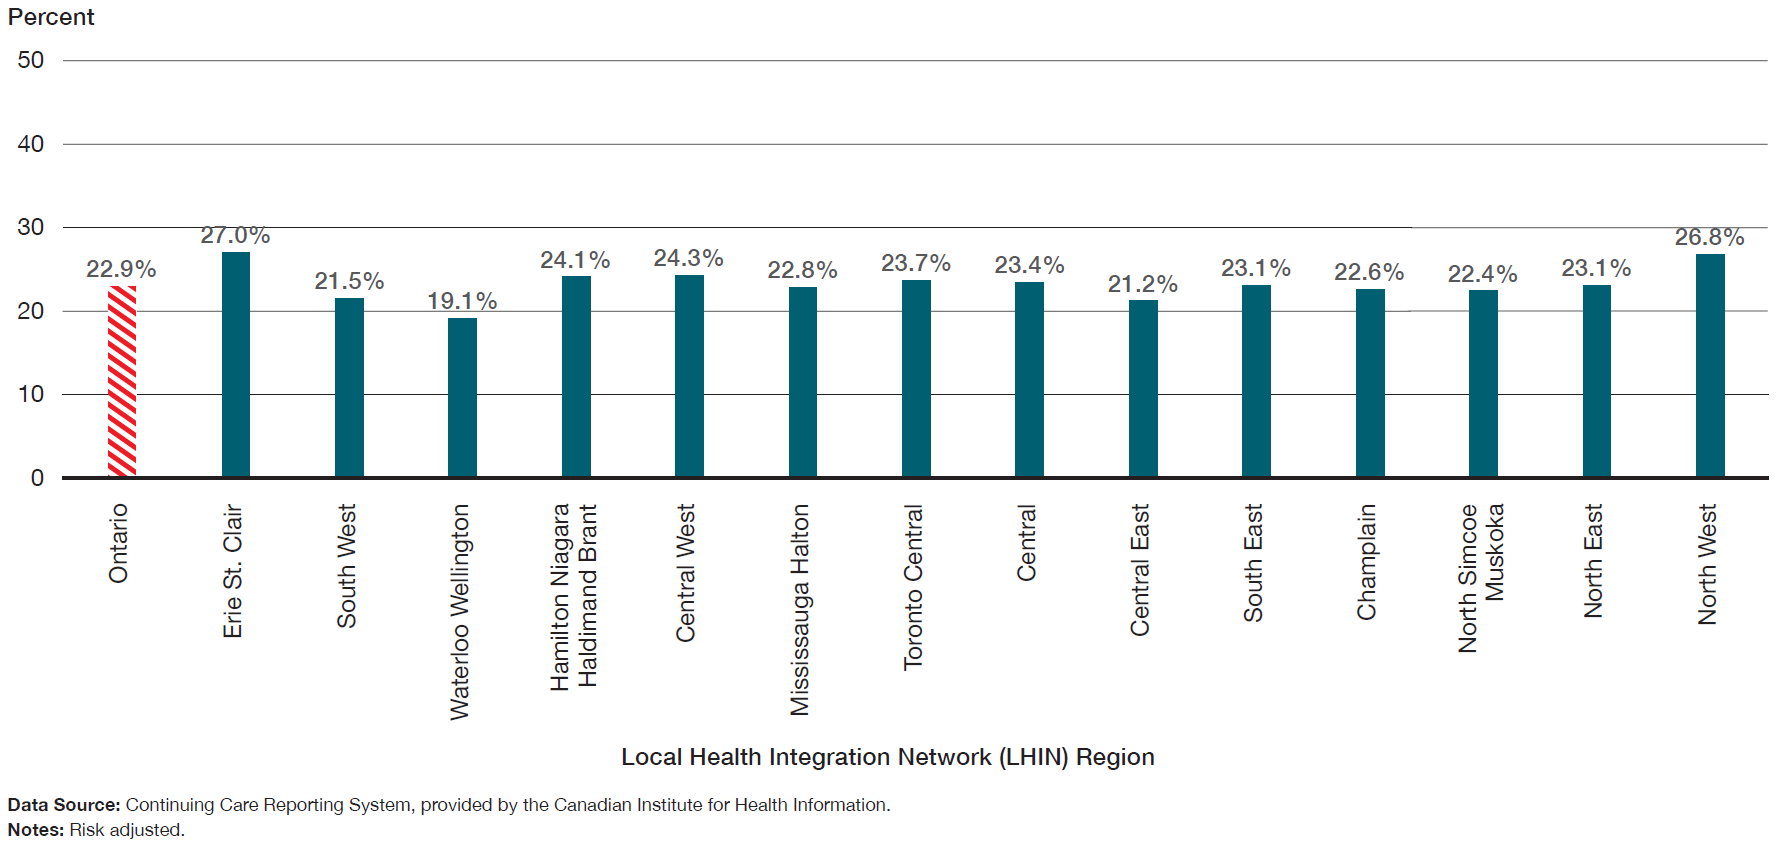 Percent
50
40
30
20
10
0
22.9%
27.0%
21.5%
19.1%
24.1%
24.3%
22.8%
23.7%
23.4%
21.2%
23.1%
22.6%
22.4%
23.1%
26.8%
Ontario
Erie St. Clair
South West
Waterloo Wellington
Hamilton Niagara
Haldimand Brant
Central West
Mississauga Halton
Toronto Central
Central
Central East
South East
Champlain
North Simcoe
Muskoka
North East
North West
Local Health Integration Network (LHIN) Region
Data Source: Continuing Care Reporting System, provided by the Canadian Institute for Health Information.
Notes: Risk adjusted.